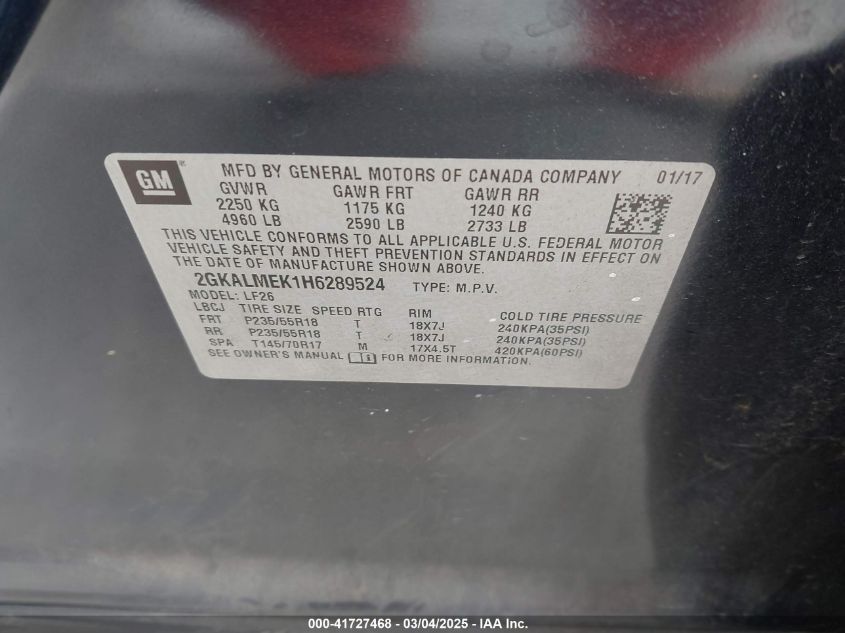 GM ® MFD BY GENERAL MOTORS OF CANADA COMPANY 01/17
GVWR GAWR FRT GAWR RR
2250 KG 1175 KG 1240 KG
4960 LB 2590 LB 2733 LB
THIS VEHICLE CONFORMS TO ALL APPLICABLE U.S. FEDERAL MOTOR
VEHICLE SAFETY AND THEFT PREVENTION STANDARDS IN EFFECT ON
THE DATE OF MANUFACTURE SHOWN ABOVE.
2GKALMEK1H6289524 TYPE: M.P.V.
MODEL: LF26
LBCJ TIRE SIZE SPEED RTG RIM COLD TIRE PRESSURE
FRT P235/55R18 T 18X7J 240KPA(35PSI)
RR P235/55R18 T 18X7J 240KPA(35PSI)
SPA T145/70R17 M 17X4.5T 420KPA(60PSI)
SEE OWNER'S MANUAL FOR MORE INFORMATION.
000-41727468 - 03/04/2025 - IAA Inc.